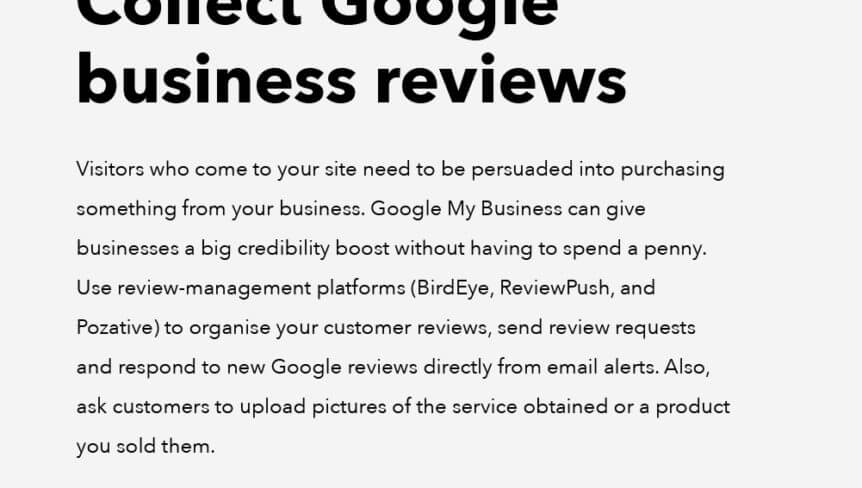 Collect Google
business reviews
Visitors who come to your site need to be persuaded into purchasing
something from your business. Google My Business can give
businesses a big credibility boost without having to spend a penny.
Use review-management platforms (BirdEye, ReviewPush, and
Pozative) to organise your customer reviews, send review requests
and respond to new Google reviews directly from email alerts. Also,
ask customers to upload pictures of the service obtained or a product
you sold them.